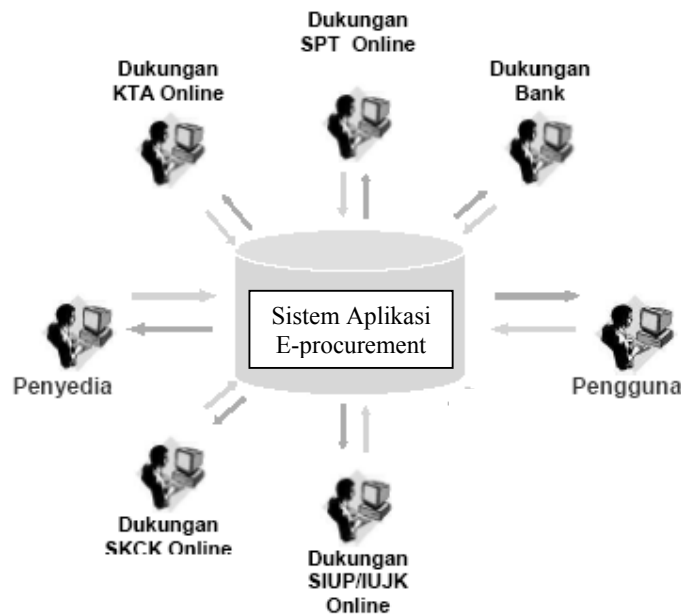 Dukungan
SPT Online
Dukungan
KTA Online
Dukungan
Bank
Sistem Aplikasi
E-procurement
Penyedia
Pengguna
Dukungan
SKCK Online
Dukungan
SIUP/IUJK
Online